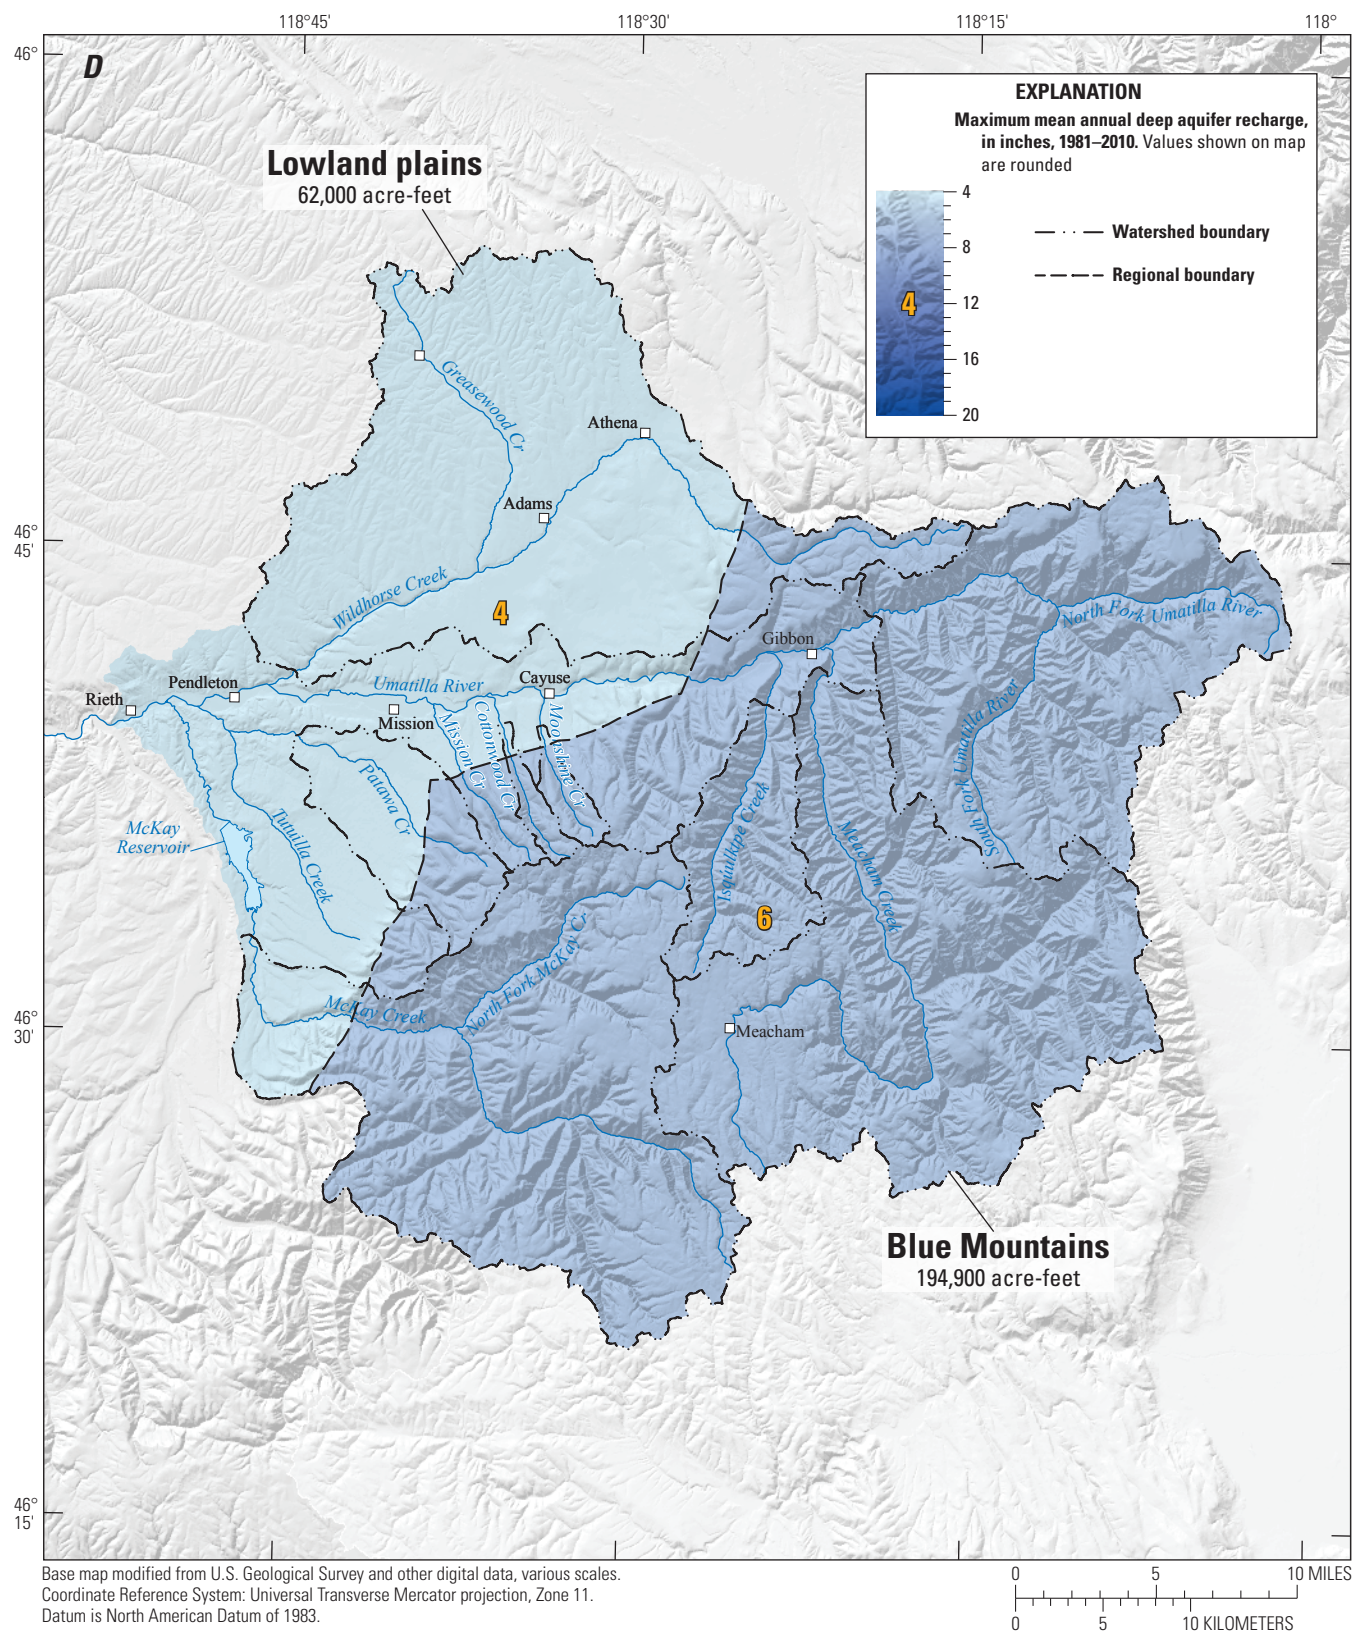 118°45'
118°30'
118°15'
118°
46°
D
EXPLANATION
Maximum mean annual deep aquifer recharge,
in inches, 1981–2010. Values shown on map
are rounded
4
8
12
16
20
4
Watershed boundary
Regional boundary
Lowland plains
62,000 acre-feet
Greasewood Cr
Athena
Adams
46°
45'
Wildhorse Creek
4
North Fork Umatilla River
Gibbon
Pendleton
Umatilla River
Cayuse
Rieth
Mission
Mission Cr
Cottonwood Cr
Moonshine Cr
South Fork Umatilla River
Patawa Cr
Tutuilla Creek
McKay
Reservoir
Isquulktpe Creek
Meacham Creek
6
North Fork McKay Cr
McKay Creek
46°
30'
Meacham
Blue Mountains
194,900 acre-feet
46°
15'
Base map modified from U.S. Geological Survey and other digital data, various scales.
Coordinate Reference System: Universal Transverse Mercator projection, Zone 11.
Datum is North American Datum of 1983.
0 5 10 MILES
0 5 10 KILOMETERS